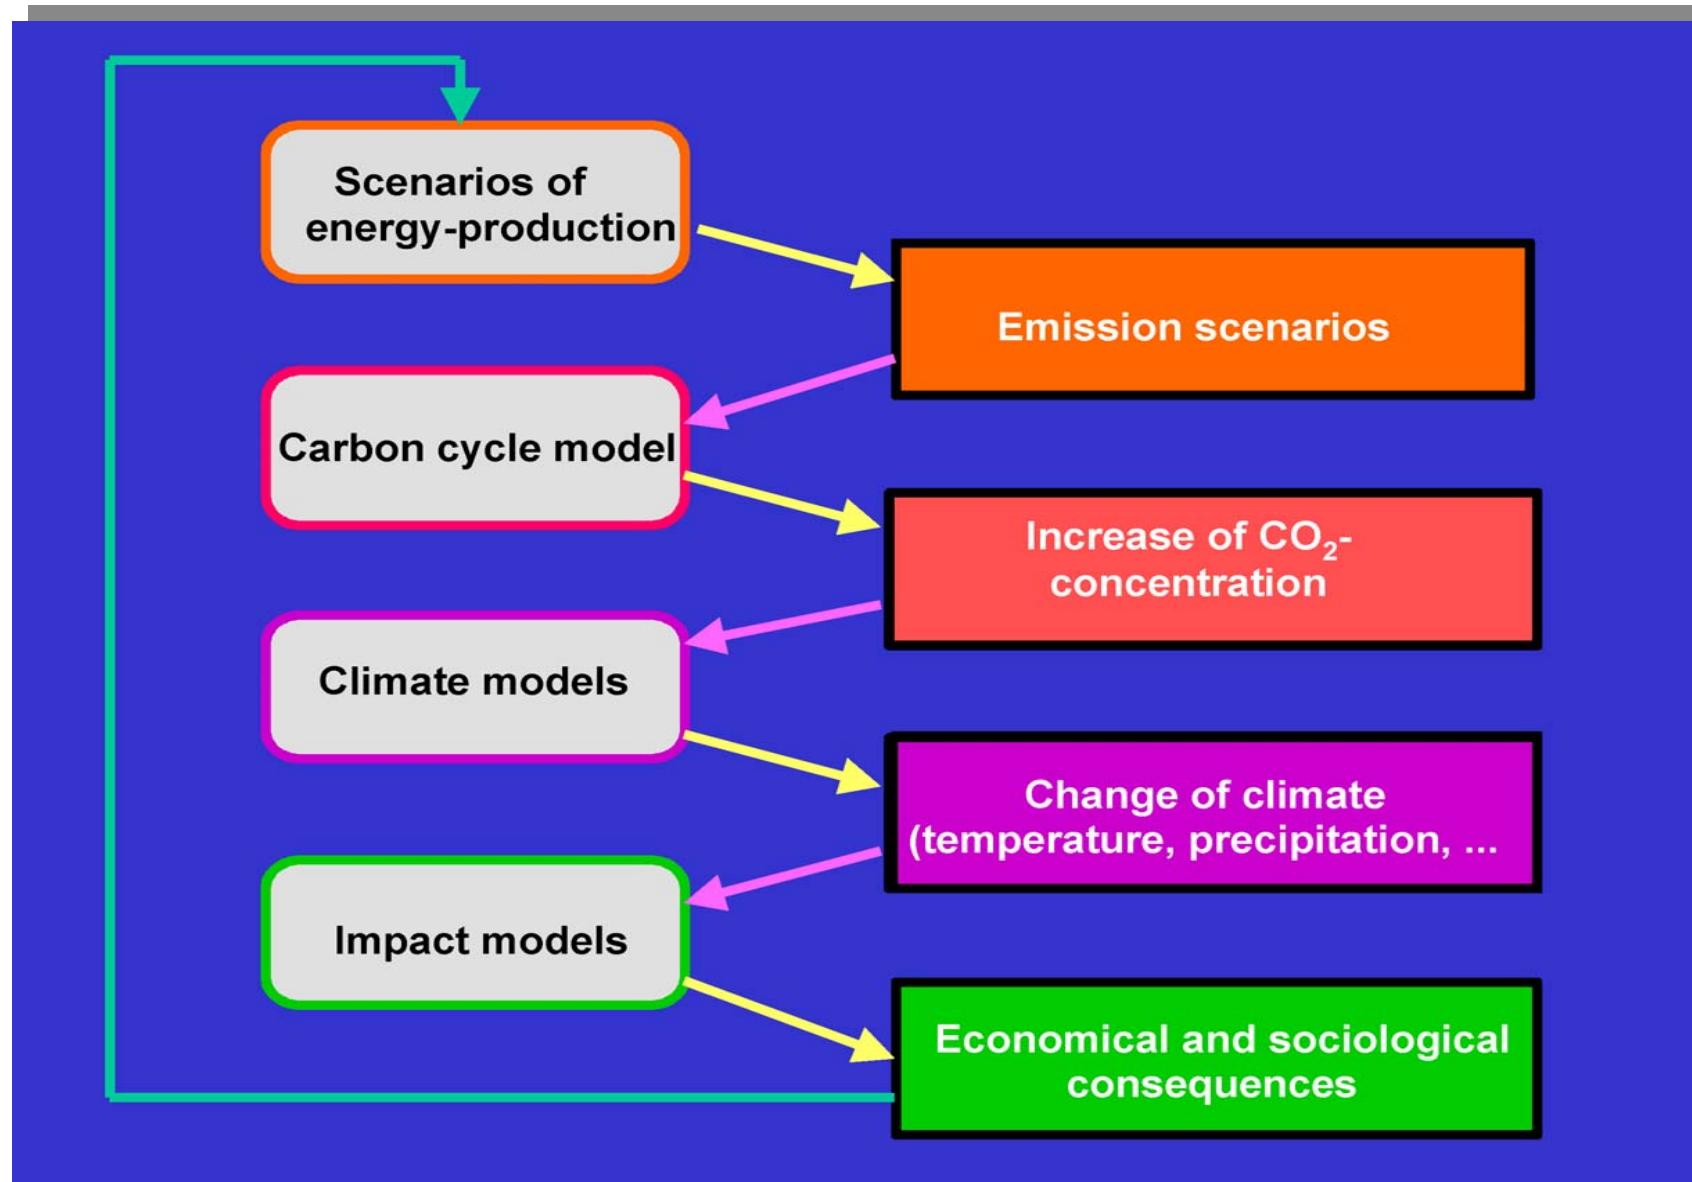 Scenarios of
energy-production
Emission scenarios
Carbon cycle model
Increase of CO₂-
concentration
Climate models
Change of climate
(temperature, precipitation, ...
Impact models
Economical and sociological
consequences